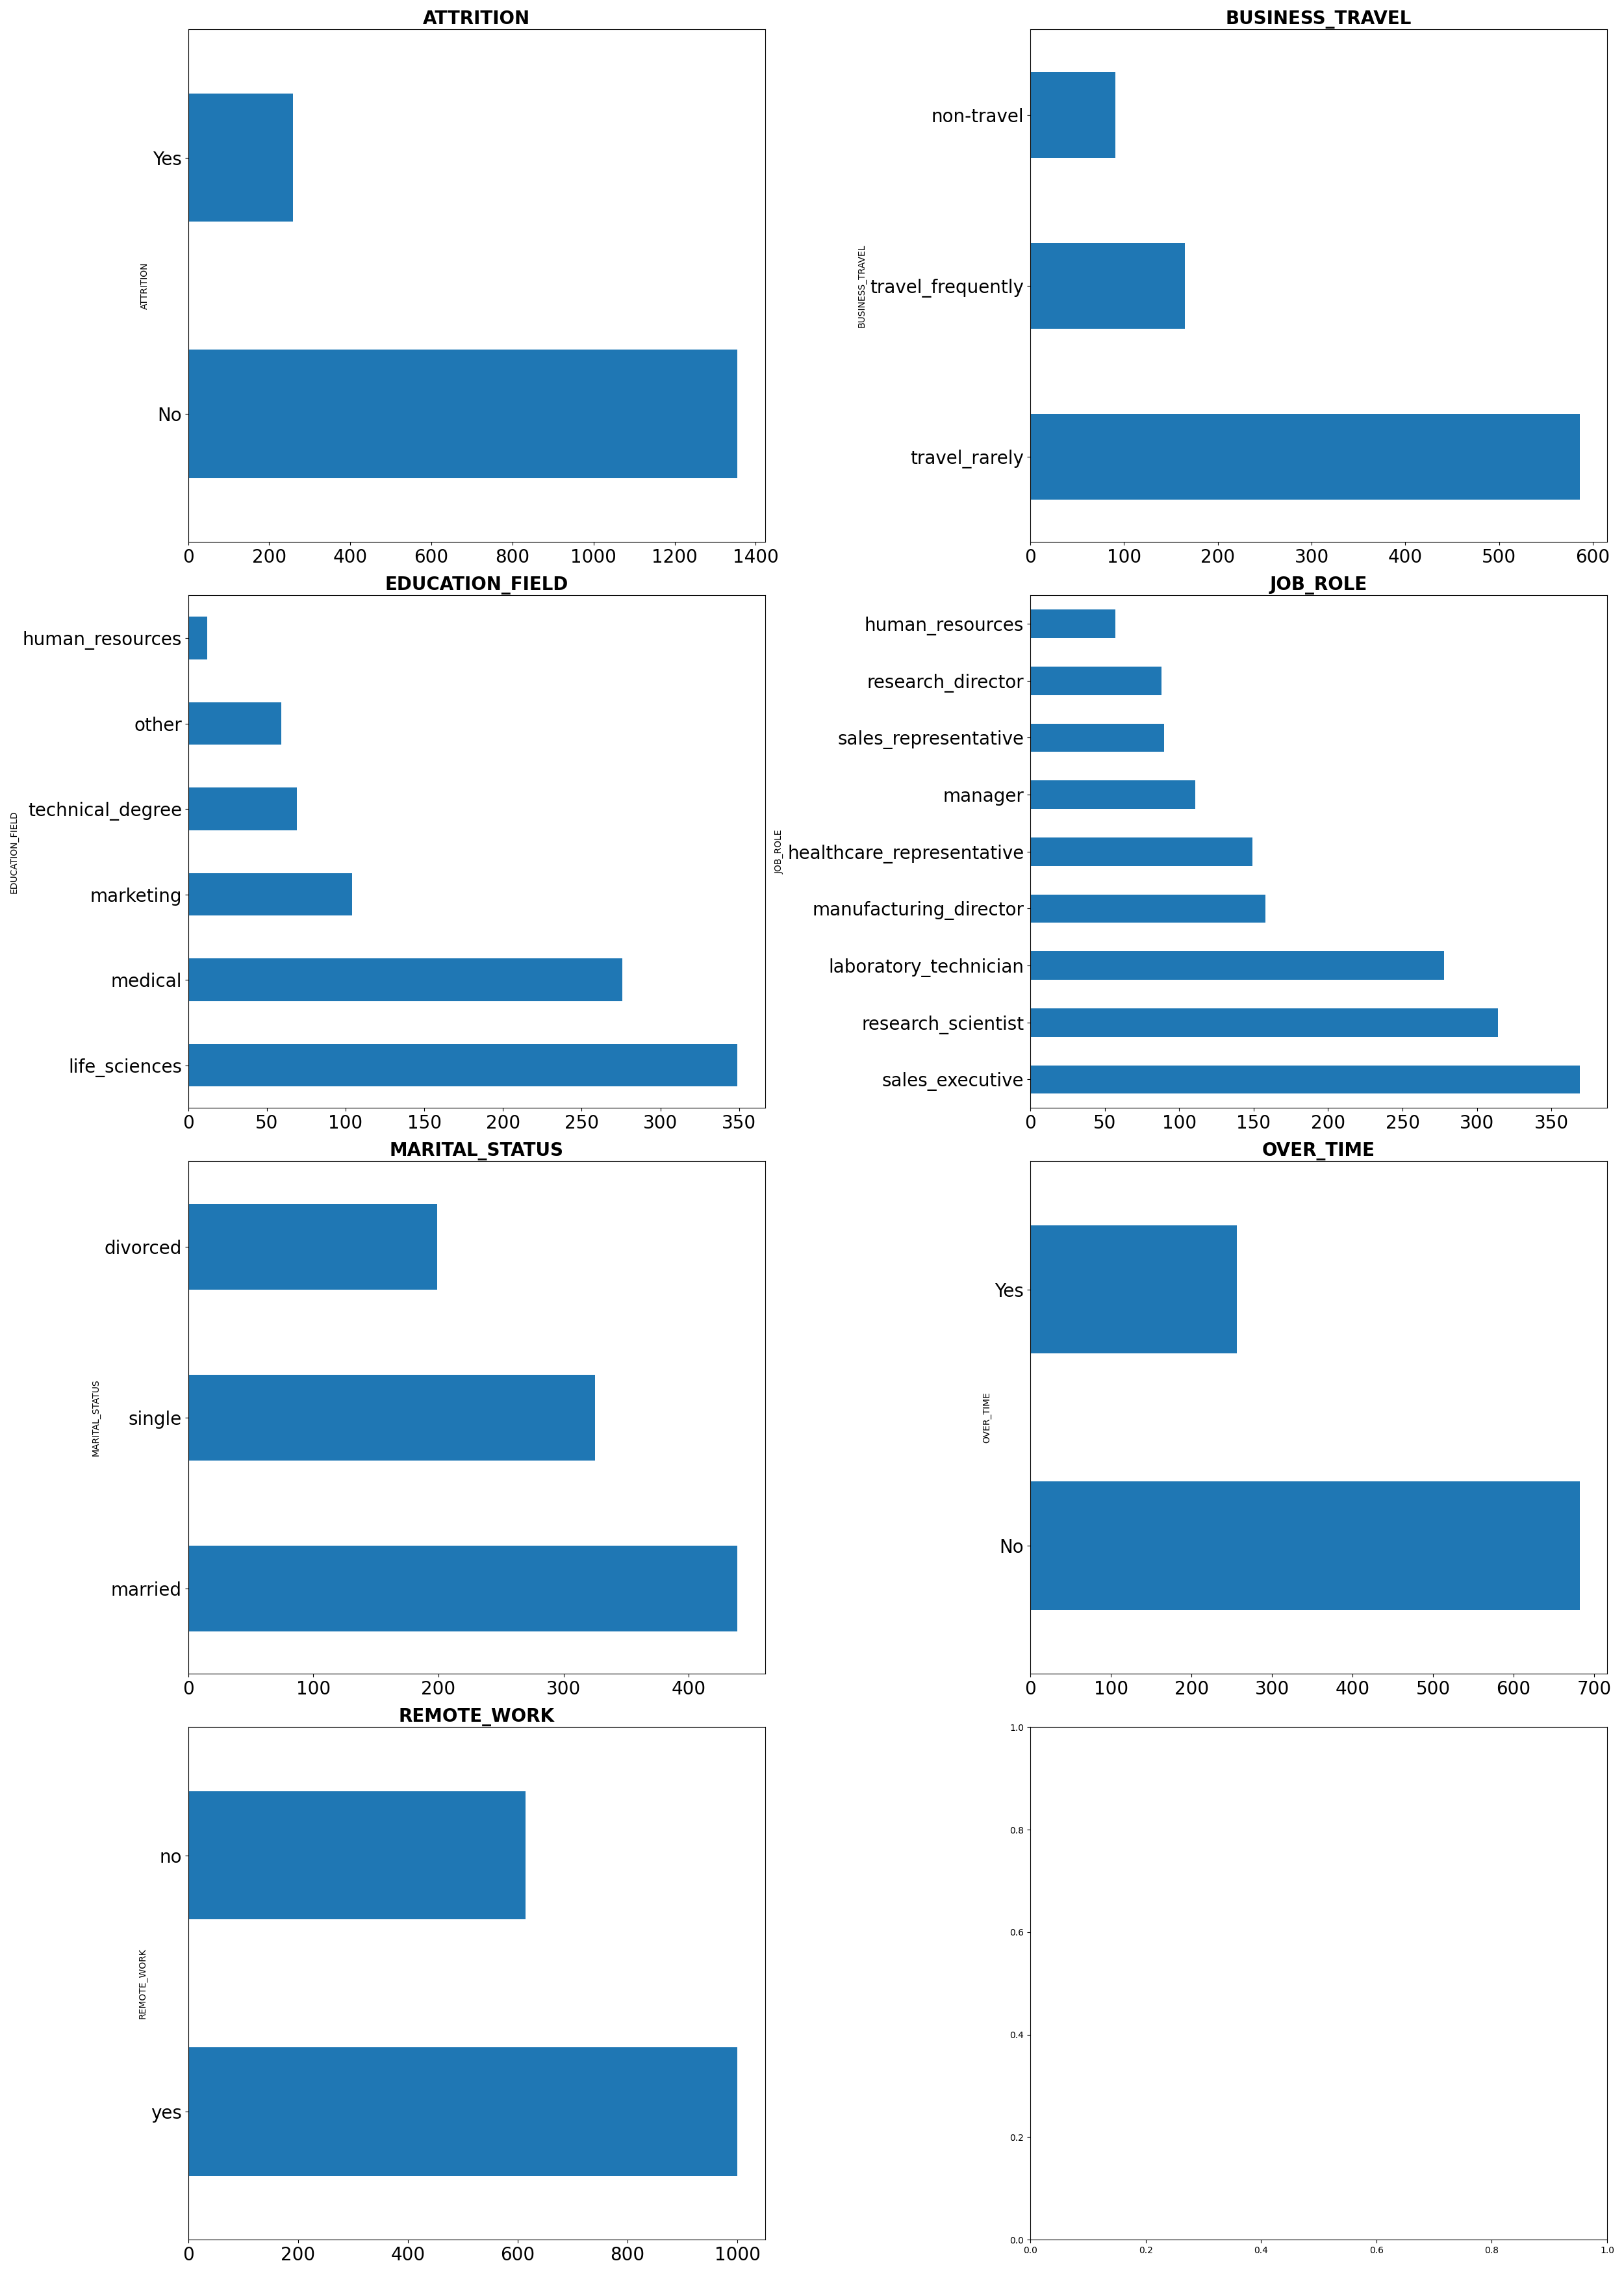 ATTRITION
Yes
No
ATTRITION
0 200 400 600 800 1000 1200 1400
BUSINESS_TRAVEL
non-travel
travel_frequently
travel_rarely
BUSINESS_TRAVEL
0 100 200 300 400 500 600
EDUCATION_FIELD
human_resources
other
technical_degree
marketing
medical
life_sciences
EDUCATION_FIELD
0 50 100 150 200 250 300 350
JOB_ROLE
human_resources
research_director
sales_representative
manager
healthcare_representative
manufacturing_director
laboratory_technician
research_scientist
sales_executive
JOB_ROLE
0 50 100 150 200 250 300 350
MARITAL_STATUS
divorced
single
married
MARITAL_STATUS
0 100 200 300 400
OVER_TIME
Yes
No
OVER_TIME
0 100 200 300 400 500 600 700
REMOTE_WORK
no
yes
REMOTE_WORK
0 200 400 600 800 1000
1.0
0.8
0.6
0.4
0.2
0.0
0.0 0.2 0.4 0.6 0.8 1.0